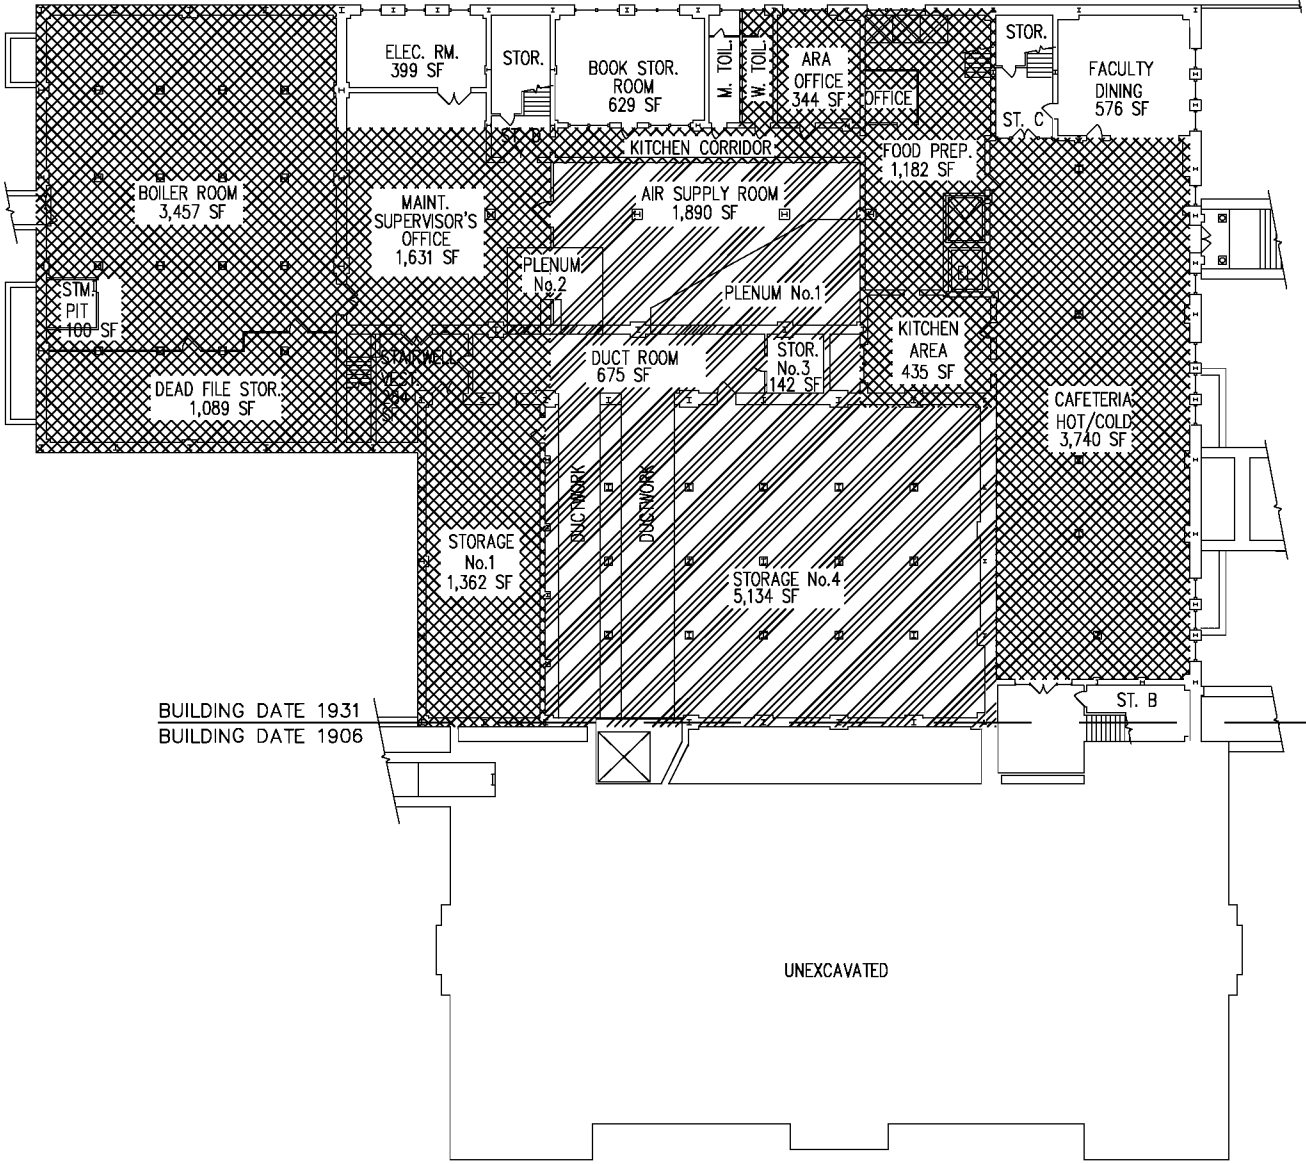 ELEC. RM.
399 SF
STOR.
BOOK STOR.
ROOM
629 SF
M. TOIL.
W. TOIL.
ARA
OFFICE
344 SF
OFFICE
STOR.
FACULTY
DINING
576 SF
ST. C
ST. D
KITCHEN CORRIDOR
FOOD PREP.
1,182 SF
BOILER ROOM
3,457 SF
MAINT.
SUPERVISOR'S
OFFICE
1,631 SF
AIR SUPPLY ROOM
1,890 SF
PLENUM
No.2
PLENUM No.1
EL.
STM.
PIT
100 SF
KITCHEN
AREA
435 SF
STAIRWELL
VEST.
264
SF
DUCT ROOM
675 SF
STOR.
No.3
142 SF
DEAD FILE STOR.
1,089 SF
CAFETERIA
HOT/COLD
3,740 SF
DUCTWORK
DUCTWORK
STORAGE
No.1
1,362 SF
STORAGE No.4
5,134 SF
ST. B
BUILDING DATE 1931
BUILDING DATE 1906
UNEXCAVATED